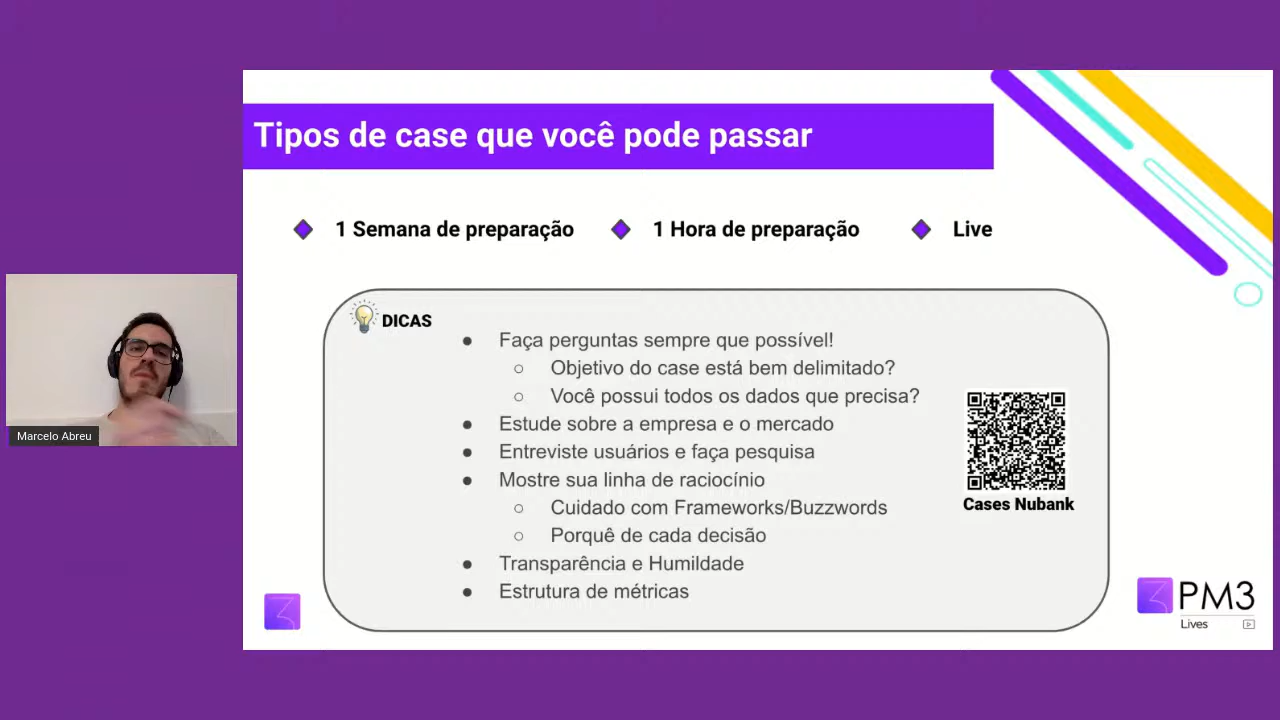 Tipos de case que você pode passar
1 Semana de preparação
1 Hora de preparação
Live
DICAS
Faça perguntas sempre que possível!
Objetivo do case está bem delimitado?
Você possui todos os dados que precisa?
Estude sobre a empresa e o mercado
Entreviste usuários e faça pesquisa
Mostre sua linha de raciocínio
Cuidado com Frameworks/Buzzwords
Porquê de cada decisão
Transparência e Humildade
Estrutura de métricas
Cases Nubank
Marcelo Abreu
PM3
Lives